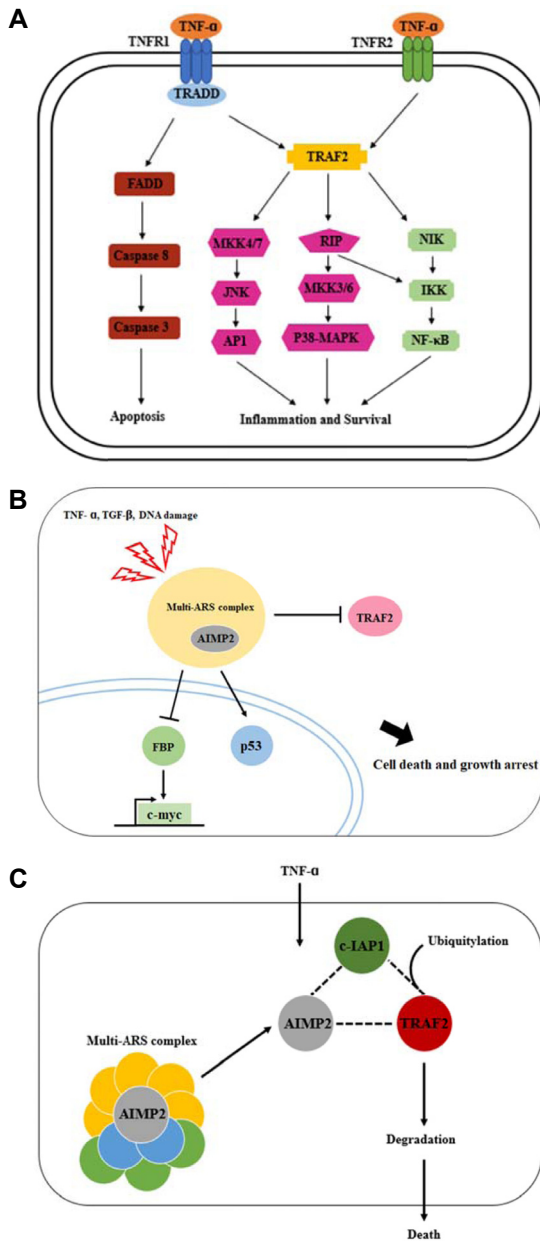 A
TNF-α TNF-α
TNFR1 TNFR2
TRADD
TRAF2
FADD
MKK4/7 RIP NIK
Caspase 8
JNK MKK3/6 IKK
Caspase 3
AP1 P38-MAPK NF-κB
Apoptosis Inflammation and Survival
B
TNF- α, TGF-β, DNA damage
Multi-ARS complex
AIMP2
TRAF2
FBP p53
Cell death and growth arrest
c-myc
C
TNF-α
c-IAP1
Ubiquitylation
AIMP2 TRAF2
Multi-ARS complex
AIMP2
Degradation
Death